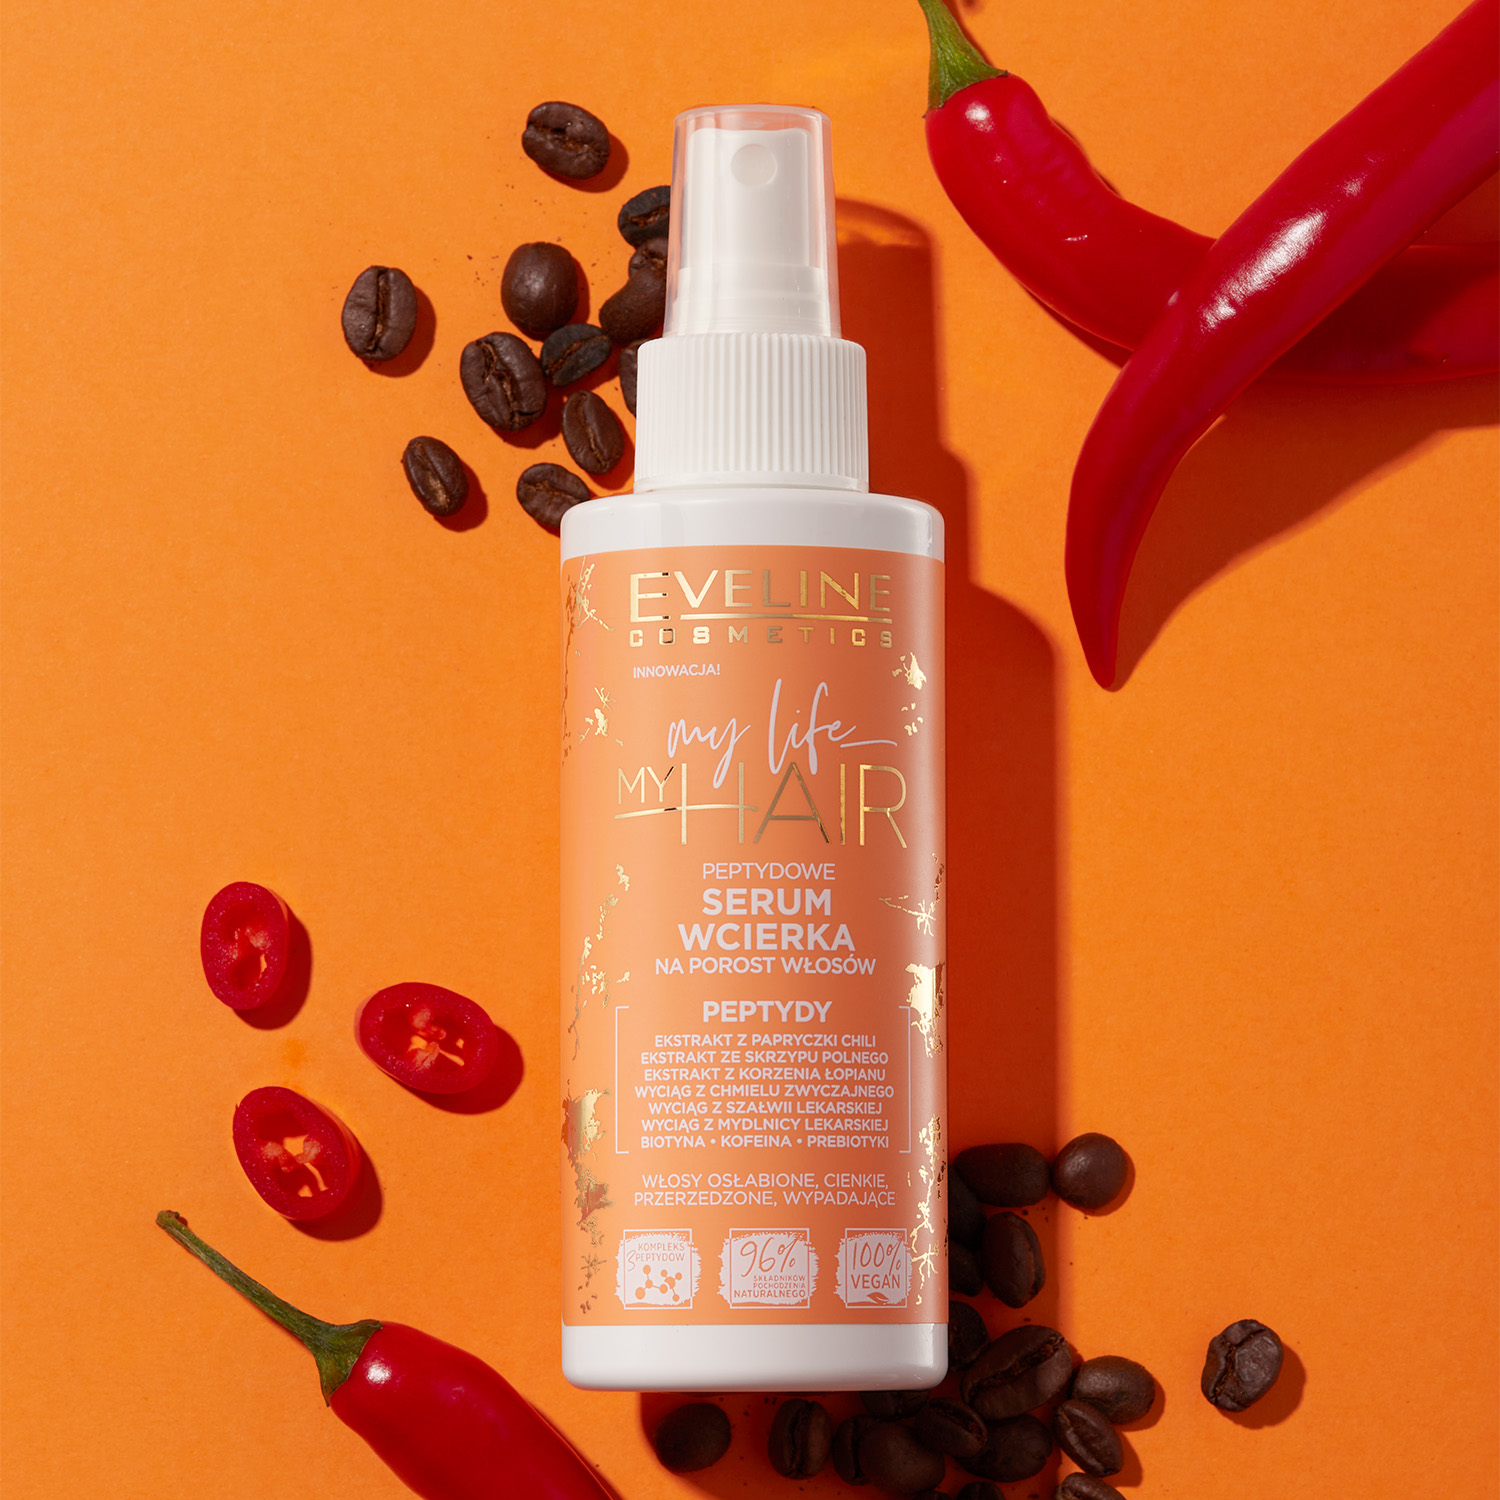 EVELINE
COSMETICS
INNOWACJA!
my life
MY HAIR
PEPTYDOWE
SERUM
WCIERKA
NA POROST WŁOSÓW
PEPTYDY
EKSTRAKT Z PAPRYCZKI CHILI
EKSTRAKT ZE SKRZYPU POLNEGO
EKSTRAKT Z KORZENIA ŁOPIANU
WYCIĄG Z CHMIELU ZWYCZAJNEGO
WYCIĄG Z SZAŁWII LEKARSKIEJ
WYCIĄG Z MYDLNICY LEKARSKIEJ
BIOTYNA • KOFEINA • PREBIOTYKI
WŁOSY OSŁABIONE, CIENKIE,
PRZERZEDZONE, WYPADAJĄCE
KOMPLEKS
3 PEPTYDÓW
96%
SKŁADNIKÓW
POCHODZENIA
NATURALNEGO
100%
VEGAN